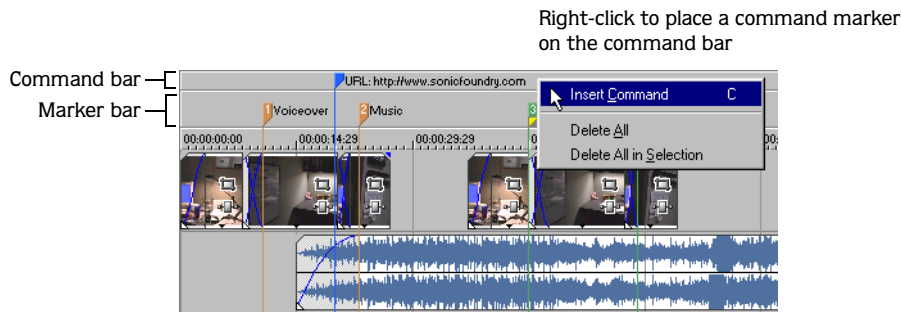 Right-click to place a command marker
on the command bar
Command bar
URL: http://www.sonicfoundry.com
Insert Command C
Marker bar
1 Voiceover
2 Music
3
Delete All
Delete All in Selection
00:00:00:00
00:00:14:29
00:00:29:29